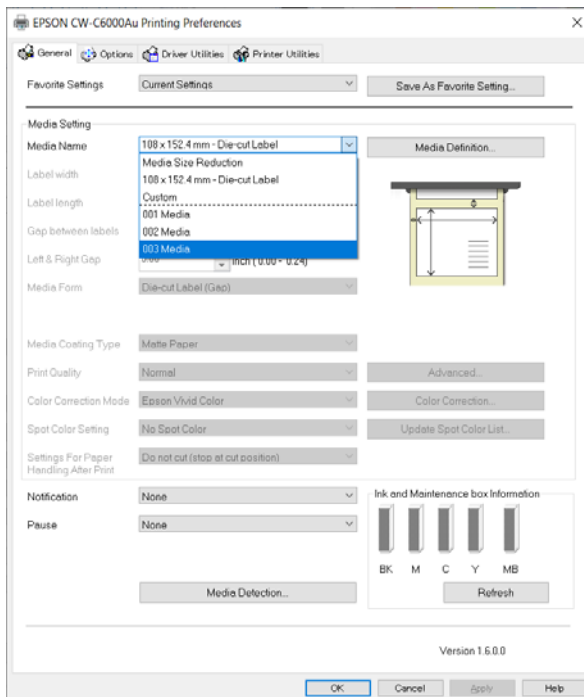 EPSON CW-C6000Au Printing Preferences
General Options Driver Utilities Printer Utilities
Favorite Settings Current Settings Save As Favorite Setting...
Media Setting
Media Name 108 x 152.4 mm - Die-cut Label Media Definition...
Media Size Reduction
Label width 108 x 152.4 mm - Die-cut Label
Custom
Label length
001 Media
Gap between labels 002 Media
003 Media
Left & Right Gap inch ( 0.00 - 0.24)
Media Form Die-cut Label (Gap)
Media Coating Type Matte Paper
Print Quality Normal Advanced...
Color Correction Mode Epson Vivid Color Color Correction...
Spot Color Setting No Spot Color Update Spot Color List...
Settings For Paper
Handling After Print Do not cut (stop at cut position)
Notification None Ink and Maintenance box Information
Pause None
BK M C Y MB
Media Detection... Refresh
Version 1.6.0.0
OK Cancel Apply Help